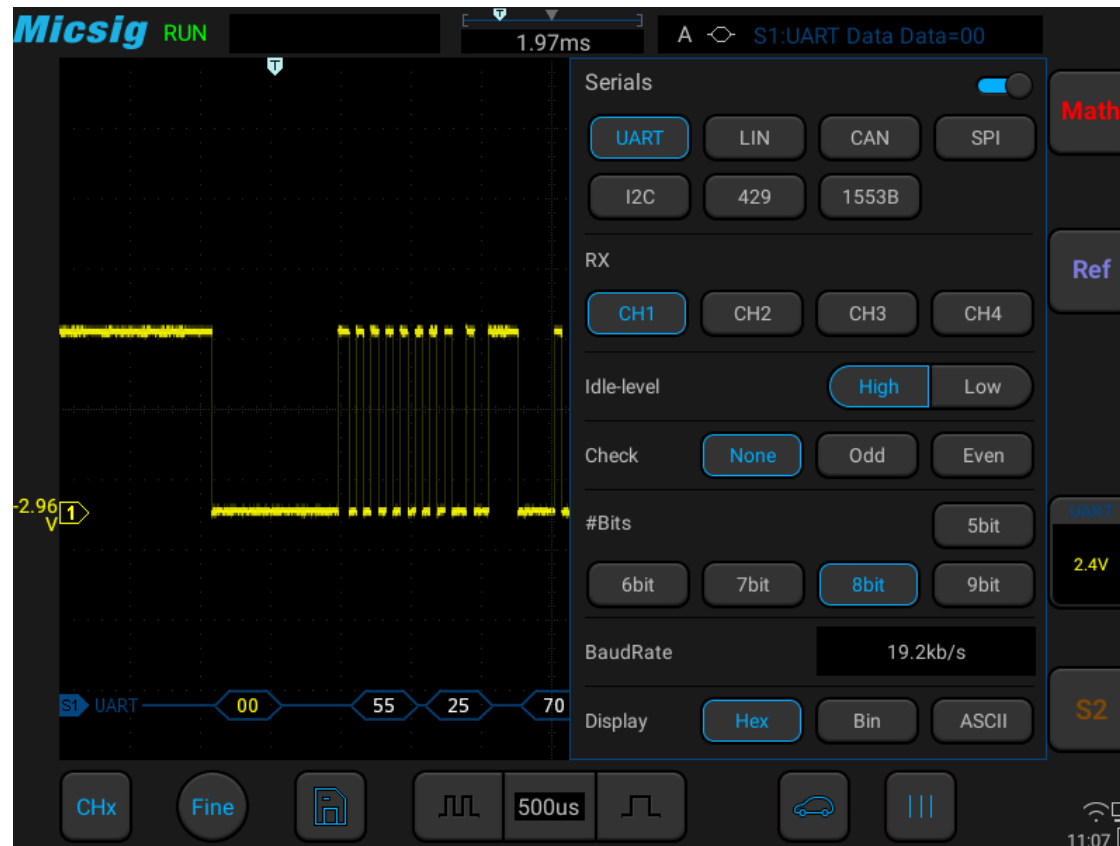 Micsig RUN
T
1.97ms
A S1:UART Data Data=00
T
Serials
UART LIN CAN SPI
I2C 429 1553B
RX
CH1 CH2 CH3 CH4
Idle-level High Low
Check None Odd Even
#Bits 5bit
6bit 7bit 8bit 9bit
BaudRate 19.2kb/s
Display Hex Bin ASCII
-2.96
V
1
S1 UART 00 55 25 70
Math
Ref
UART
2.4V
S2
CHx Fine 500us
11:07